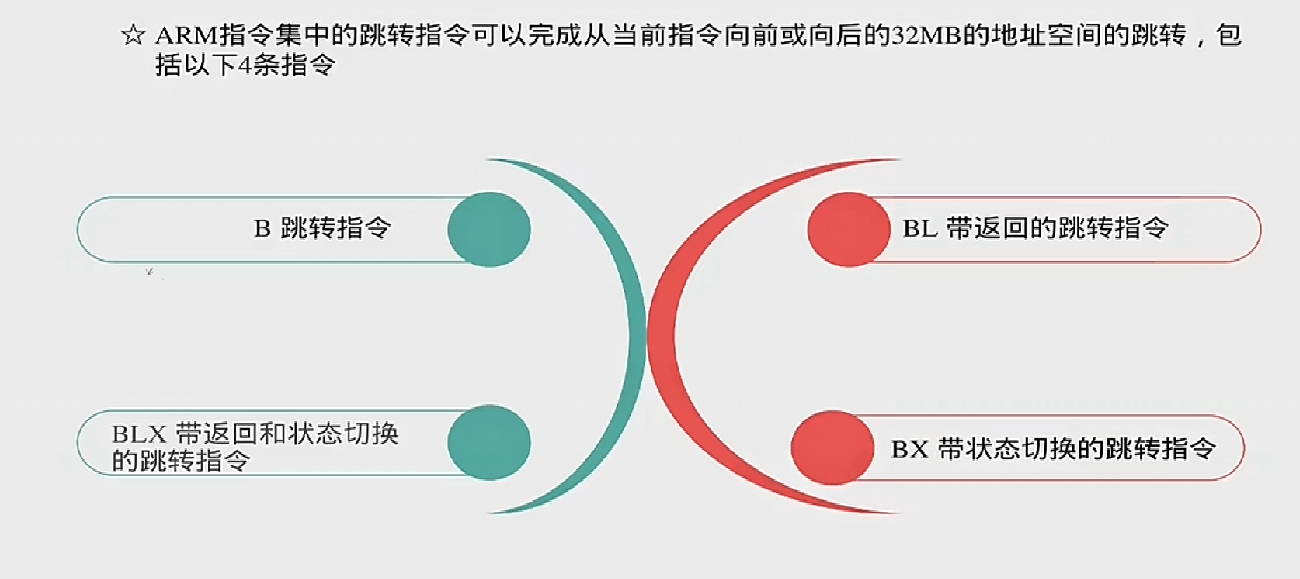 ☆ ARM指令集中的跳转指令可以完成从当前指令向前或向后的32MB的地址空间的跳转，包
括以下4条指令
B 跳转指令
BL 带返回的跳转指令
BLX 带返回和状态切换
的跳转指令
BX 带状态切换的跳转指令